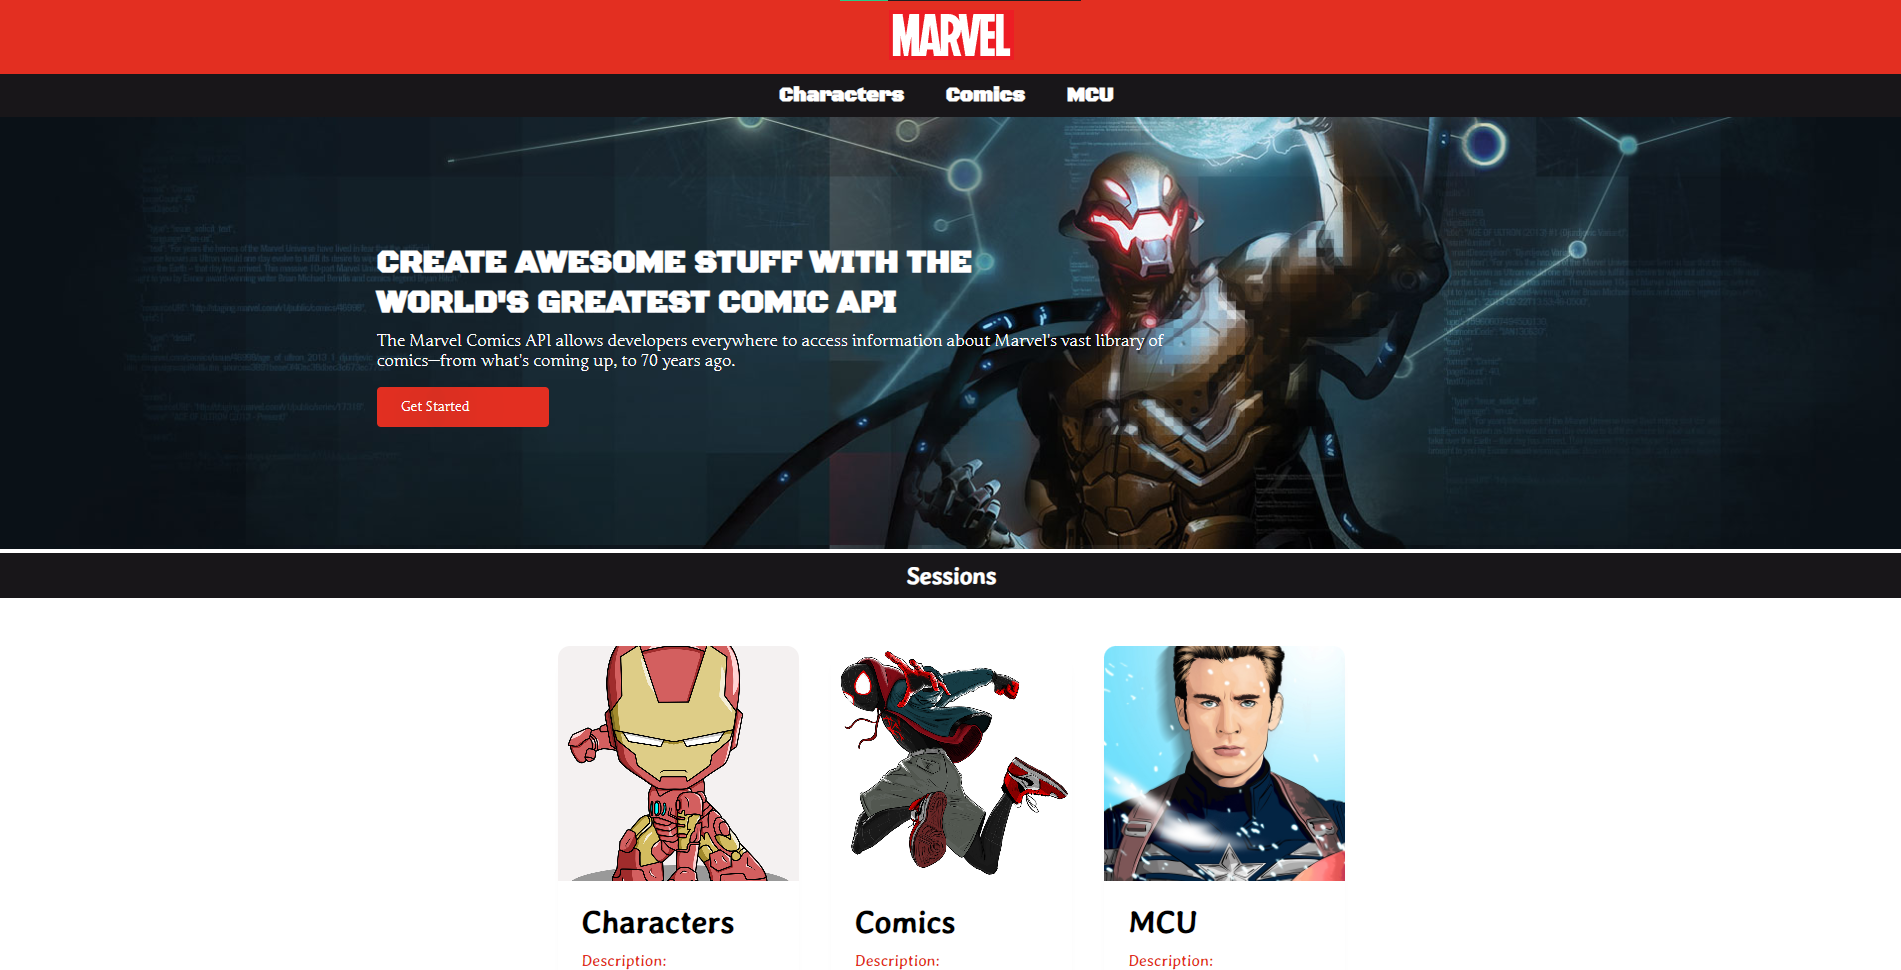 MARVEL
Characters Comics MCU
CREATE AWESOME STUFF WITH THE
WORLD'S GREATEST COMIC API
The Marvel Comics API allows developers everywhere to access information about Marvel's vast library of
comics—from what's coming up, to 70 years ago.
Get Started
Sessions
Characters
Description:
Comics
Description:
MCU
Description: